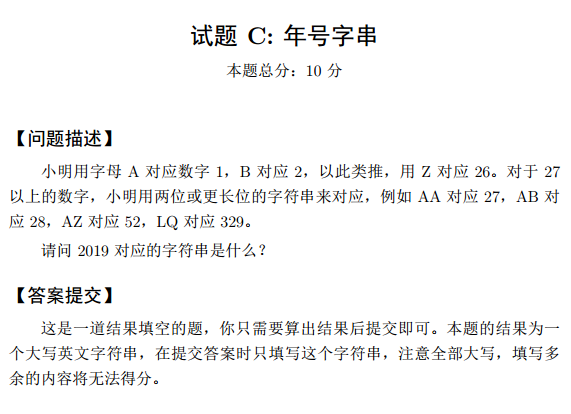 试题 C: 年号字串
本题总分：10 分
【问题描述】
小明用字母 A 对应数字 1，B 对应 2，以此类推，用 Z 对应 26。对于 27
以上的数字，小明用两位或更长位的字符串来对应，例如 AA 对应 27，AB 对
应 28，AZ 对应 52，LQ 对应 329。
请问 2019 对应的字符串是什么？
【答案提交】
这是一道结果填空的题，你只需要算出结果后提交即可。本题的结果为一
个大写英文字符串，在提交答案时只填写这个字符串，注意全部大写，填写多
余的内容将无法得分。